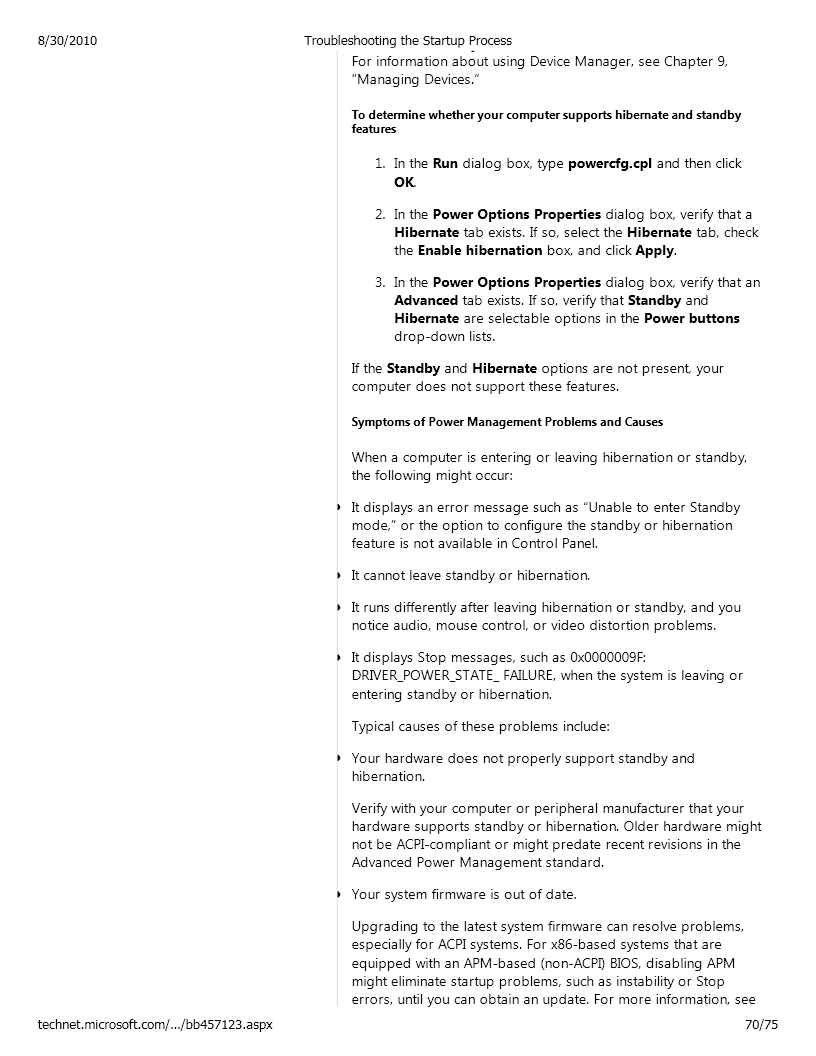 8/30/2010
Troubleshooting the Startup Process
For information about using Device Manager, see Chapter 9,
“Managing Devices.”
To determine whether your computer supports hibernate and standby
features
1. In the Run dialog box, type powercfg.cpl and then click
OK.
2. In the Power Options Properties dialog box, verify that a
Hibernate tab exists. If so, select the Hibernate tab, check
the Enable hibernation box, and click Apply.
3. In the Power Options Properties dialog box, verify that an
Advanced tab exists. If so, verify that Standby and
Hibernate are selectable options in the Power buttons
drop-down lists.
If the Standby and Hibernate options are not present, your
computer does not support these features.
Symptoms of Power Management Problems and Causes
When a computer is entering or leaving hibernation or standby,
the following might occur:
It displays an error message such as “Unable to enter Standby
mode,” or the option to configure the standby or hibernation
feature is not available in Control Panel.
It cannot leave standby or hibernation.
It runs differently after leaving hibernation or standby, and you
notice audio, mouse control, or video distortion problems.
It displays Stop messages, such as 0x0000009F:
DRIVER_POWER_STATE_ FAILURE, when the system is leaving or
entering standby or hibernation.
Typical causes of these problems include:
Your hardware does not properly support standby and
hibernation.
Verify with your computer or peripheral manufacturer that your
hardware supports standby or hibernation. Older hardware might
not be ACPI-compliant or might predate recent revisions in the
Advanced Power Management standard.
Your system firmware is out of date.
Upgrading to the latest system firmware can resolve problems,
especially for ACPI systems. For x86-based systems that are
equipped with an APM-based (non-ACPI) BIOS, disabling APM
might eliminate startup problems, such as instability or Stop
errors, until you can obtain an update. For more information, see
technet.microsoft.com/.../bb457123.aspx
70/75